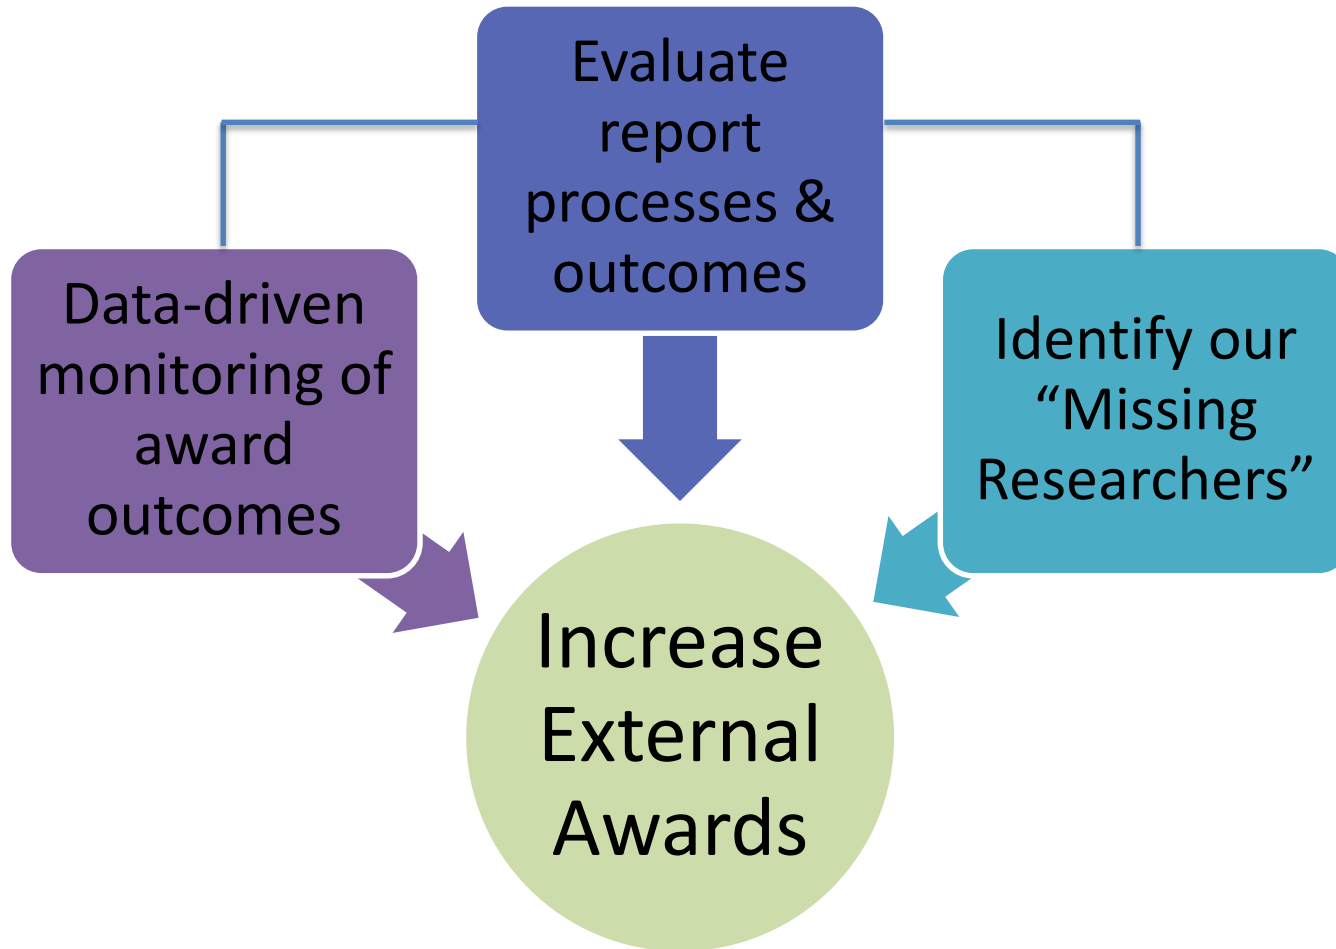 Evaluate
report
processes &
outcomes
Data-driven
monitoring of
award
outcomes
Identify our
“Missing
Researchers”
Increase
External
Awards